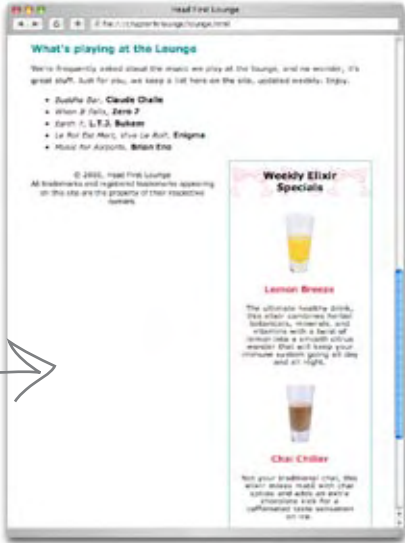 Head First Lounge
What's playing at the Lounge
We're frequently asked about the music we play at the lounge, and no wonder, it's
great stuff. Just for you, we keep a list here on the site, updated weekly. Enjoy.
• Buddha Bar, Claude Challe
• When It Falls, Zero 7
• Earth 7, L.T.J. Bukem
• Le Roi Est Mort, Vive Le Roi!, Enigma
• Music for Airports, Brian Eno
Head First Lounge
All trademarks and registered trademarks appearing
on this site are the property of their respective
owners.
Weekly Elixir
Specials
Lemon Breeze
The ultimate healthy drink,
this elixir combines herbal
botanicals, minerals, and
vitamins with a twist of
lemon into a smooth citrus
wonder that will keep your
immune system going all day
and all night.
Chai Chiller
Not your traditional chai, this
elixir mixes maté with chai
spices and adds an extra
chocolate kick for a
caffeinated taste sensation
on ice.